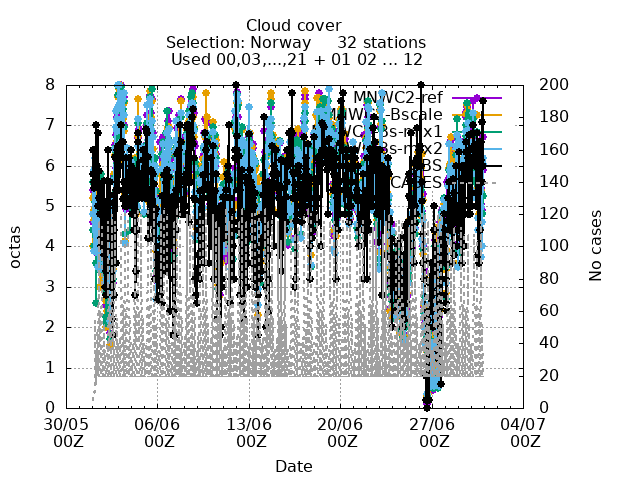 Cloud cover
Selection: Norway 32 stations
Used 00,03,...,21 + 01 02 ... 12
8 200
7 180
6 160
5 140
4 120
3 100
2 80
1 60
0 40
20
0
MNWC2-ref
octas
No cases
30/05 06/06 13/06 20/06 27/06 04/07
00Z 00Z 00Z 00Z 00Z 00Z
Date